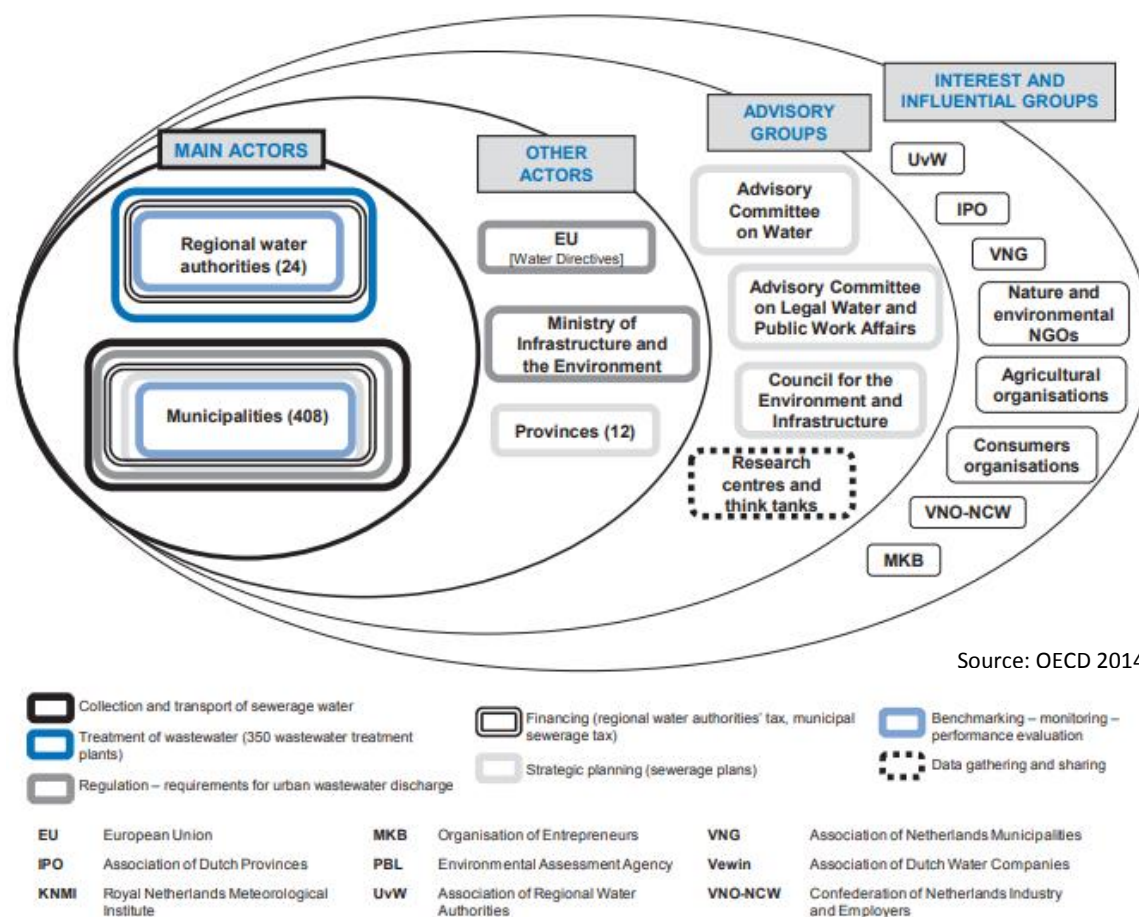 INTEREST AND
INFLUENTIAL GROUPS
ADVISORY
GROUPS
MAIN ACTORS
OTHER
ACTORS
UvW
Advisory
Committee
on Water
IPO
Regional water
authorities (24)
EU
[Water Directives]
VNG
Advisory Committee
on Legal Water and
Public Work Affairs
Nature and
environmental
NGOs
Ministry of
Infrastructure and
the Environment
Agricultural
organisations
Council for the
Environment and
Infrastructure
Municipalities (408)
Provinces (12)
Consumers
organisations
Research
centres and
think tanks
VNO-NCW
MKB
Source: OECD 2014
Collection and transport of sewerage water
Treatment of wastewater (350 wastewater treatment
plants)
Regulation – requirements for urban wastewater discharge
Financing (regional water authorities' tax, municipal
sewerage tax)
Strategic planning (sewerage plans)
Benchmarking – monitoring –
performance evaluation
Data gathering and sharing
EU European Union
IPO Association of Dutch Provinces
KNMI Royal Netherlands Meteorological
Institute
MKB Organisation of Entrepreneurs
PBL Environmental Assessment Agency
UvW Association of Regional Water
Authorities
VNG Association of Netherlands Municipalities
Vewin Association of Dutch Water Companies
VNO-NCW Confederation of Netherlands Industry
and Employers